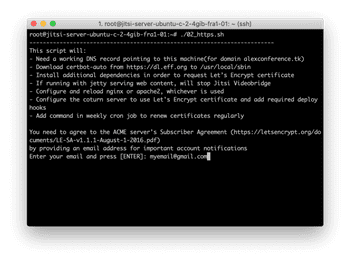 1. root@jitsi-server-ubuntu-c-2-4gib-fra1-01: ~ (ssh)
root@jitsi-server-ubuntu-c-2-4gib-fra1-01:~# ./02_https.sh
-------------------------------------------------------------------------
This script will:
- Need a working DNS record pointing to this machine(for domain alexconference.tk)
- Download certbot-auto from https://dl.eff.org to /usr/local/sbin
- Install additional dependencies in order to request Let's Encrypt certificate
- If running with jetty serving web content, will stop Jitsi Videobridge
- Configure and reload nginx or apache2, whichever is used
- Configure the coturn server to use Let's Encrypt certificate and add required deploy
hooks
- Add command in weekly cron job to renew certificates regularly
You need to agree to the ACME server's Subscriber Agreement (https://letsencrypt.org/do
cuments/LE-SA-v1.1.1-August-1-2016.pdf)
by providing an email address for important account notifications
Enter your email and press [ENTER]: myemail@gmail.com